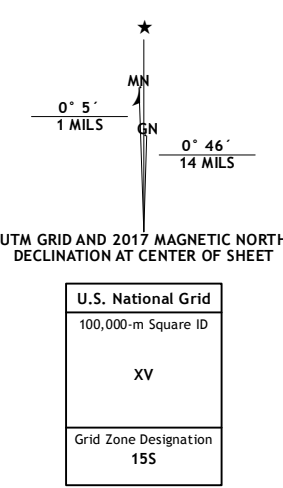 ★
MN
0° 5´
1 MILS
GN
0° 46´
14 MILS
UTM GRID AND 2017 MAGNETIC NORTH
DECLINATION AT CENTER OF SHEET
U.S. National Grid
100,000-m Square ID
XV
Grid Zone Designation
15S